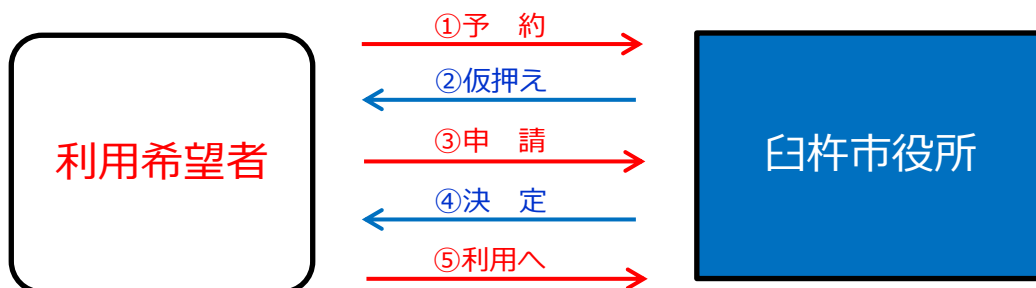 ①予　約
②仮押え
利用希望者
③申　請
臼杵市役所
④決　定
⑤利用へ